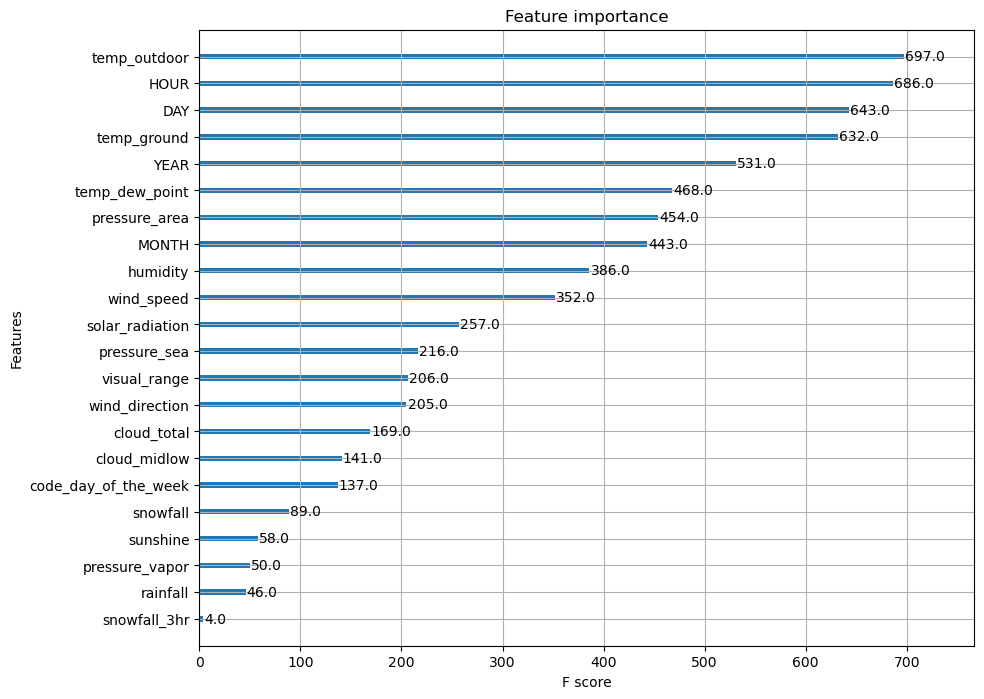 Feature importance
temp_outdoor 697.0
HOUR 686.0
DAY 643.0
temp_ground 632.0
YEAR 531.0
temp_dew_point 468.0
pressure_area 454.0
MONTH 443.0
humidity 386.0
wind_speed 352.0
solar_radiation 257.0
pressure_sea 216.0
visual_range 206.0
wind_direction 205.0
cloud_total 169.0
cloud_midlow 141.0
code_day_of_the_week 137.0
snowfall 89.0
sunshine 58.0
pressure_vapor 50.0
rainfall 46.0
snowfall_3hr 4.0
Features
0 100 200 300 400 500 600 700
F score